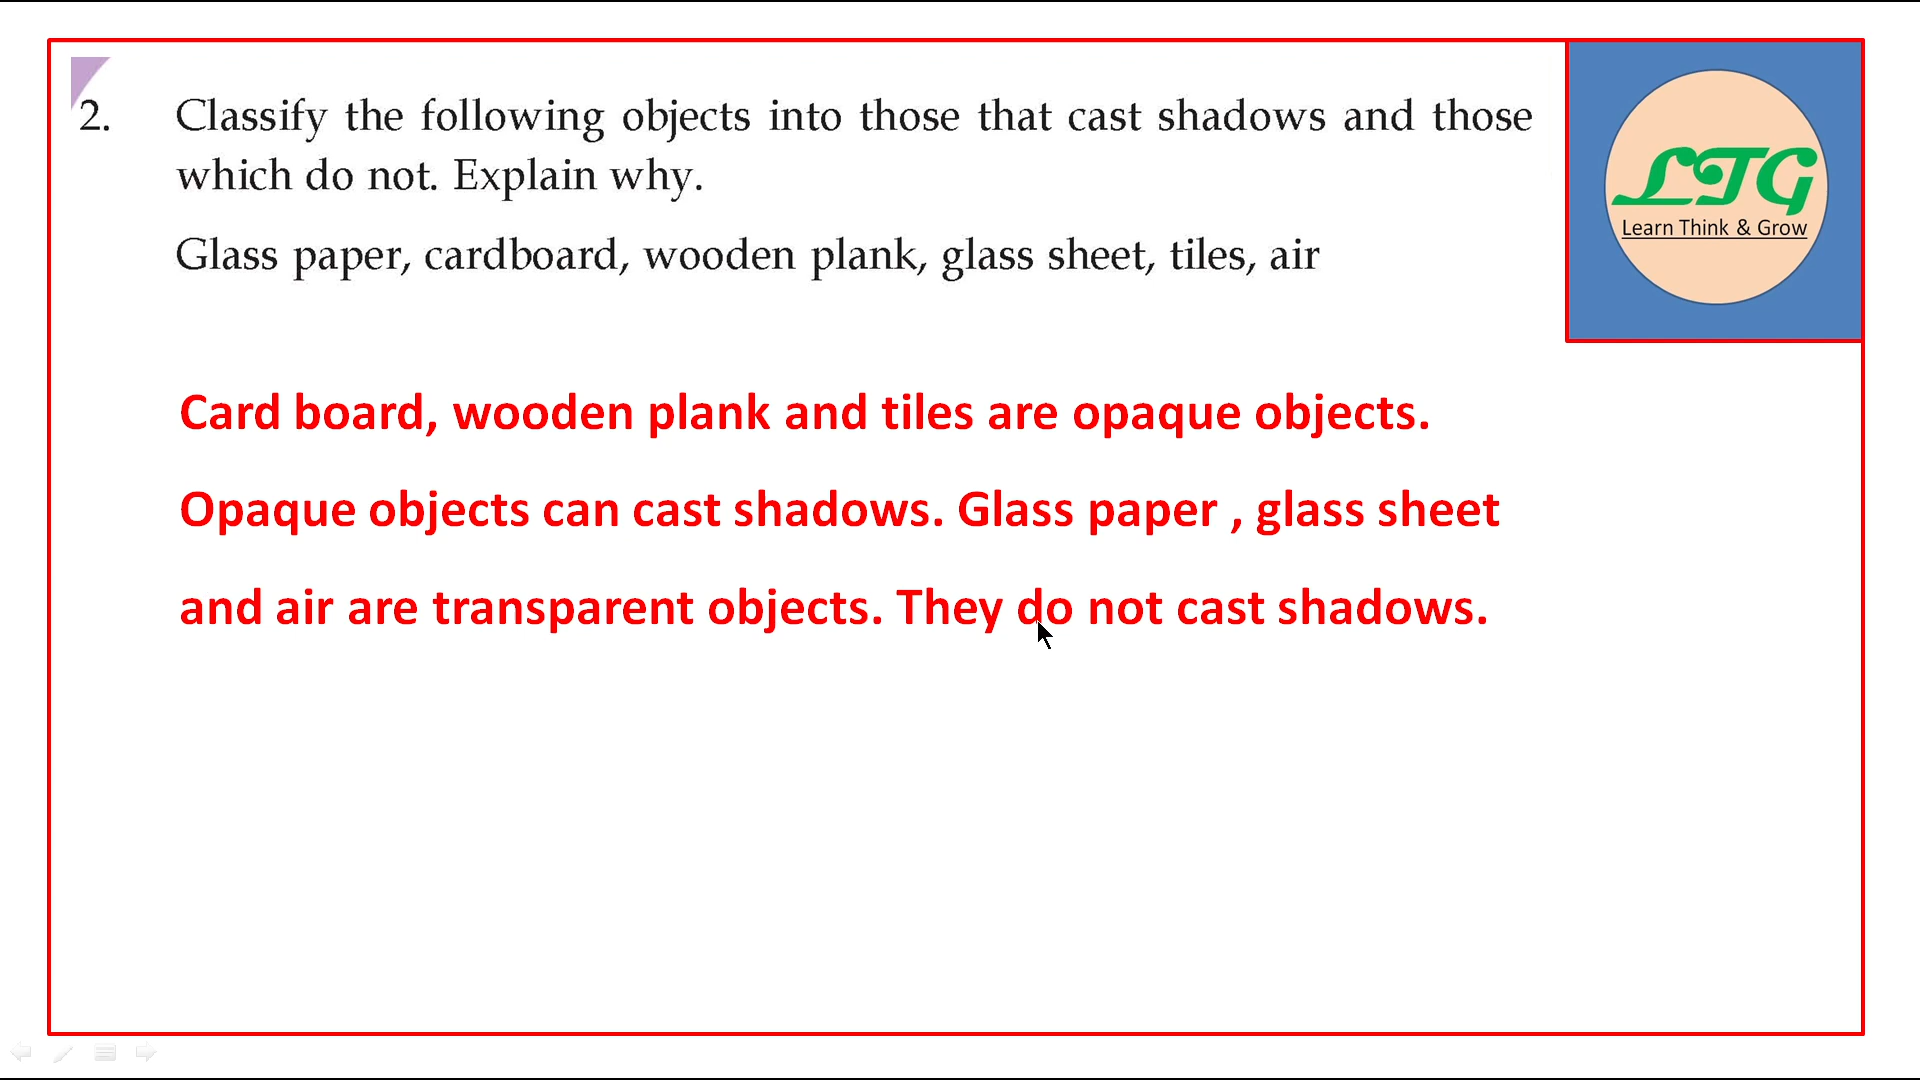 2. Classify the following objects into those that cast shadows and those
which do not. Explain why.
Glass paper, cardboard, wooden plank, glass sheet, tiles, air
LTG
Learn Think & Grow
Card board, wooden plank and tiles are opaque objects.
Opaque objects can cast shadows. Glass paper , glass sheet
and air are transparent objects. They do not cast shadows.